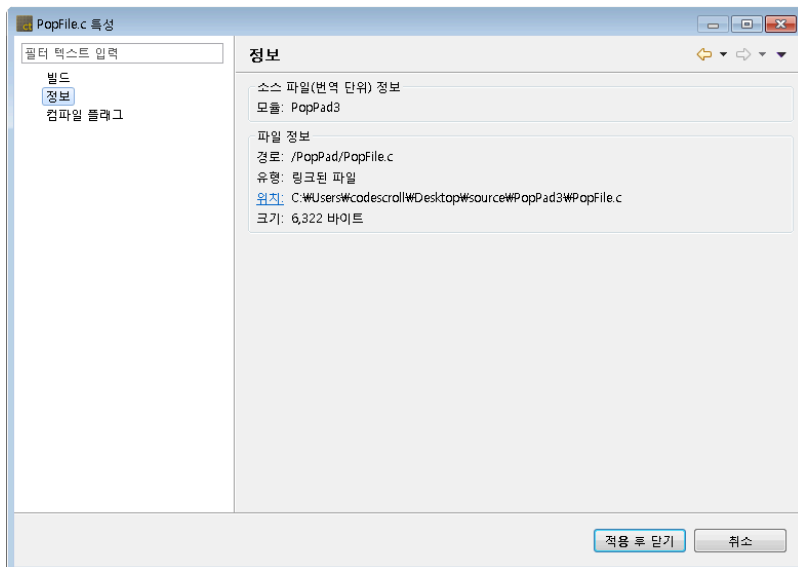 ct PopFile.c 특성
필터 텍스트 입력
빌드
정보
컴파일 플래그
정보
소스 파일(번역 단위) 정보
모듈: PopPad3
파일 정보
경로: /PopPad/PopFile.c
유형: 링크된 파일
위치: C:₩Users₩codescroll₩Desktop₩source₩PopPad3₩PopFile.c
크기: 6,322 바이트
적용 후 닫기
취소